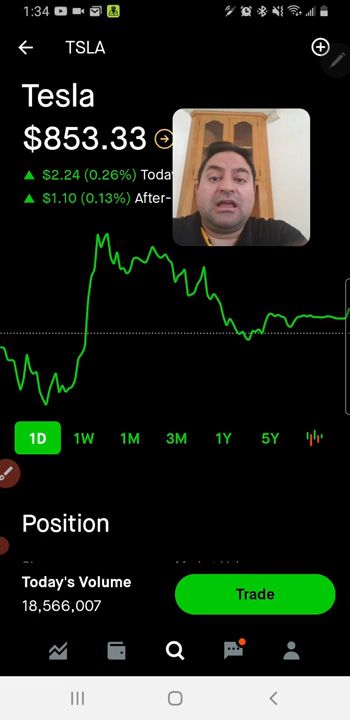 1:34
TSLA
Tesla
$853.33
▲ $2.24 (0.26%) Toda
▲ $1.10 (0.13%) After-
1D 1W 1M 3M 1Y 5Y
Position
Today's Volume
18,566,007
Trade